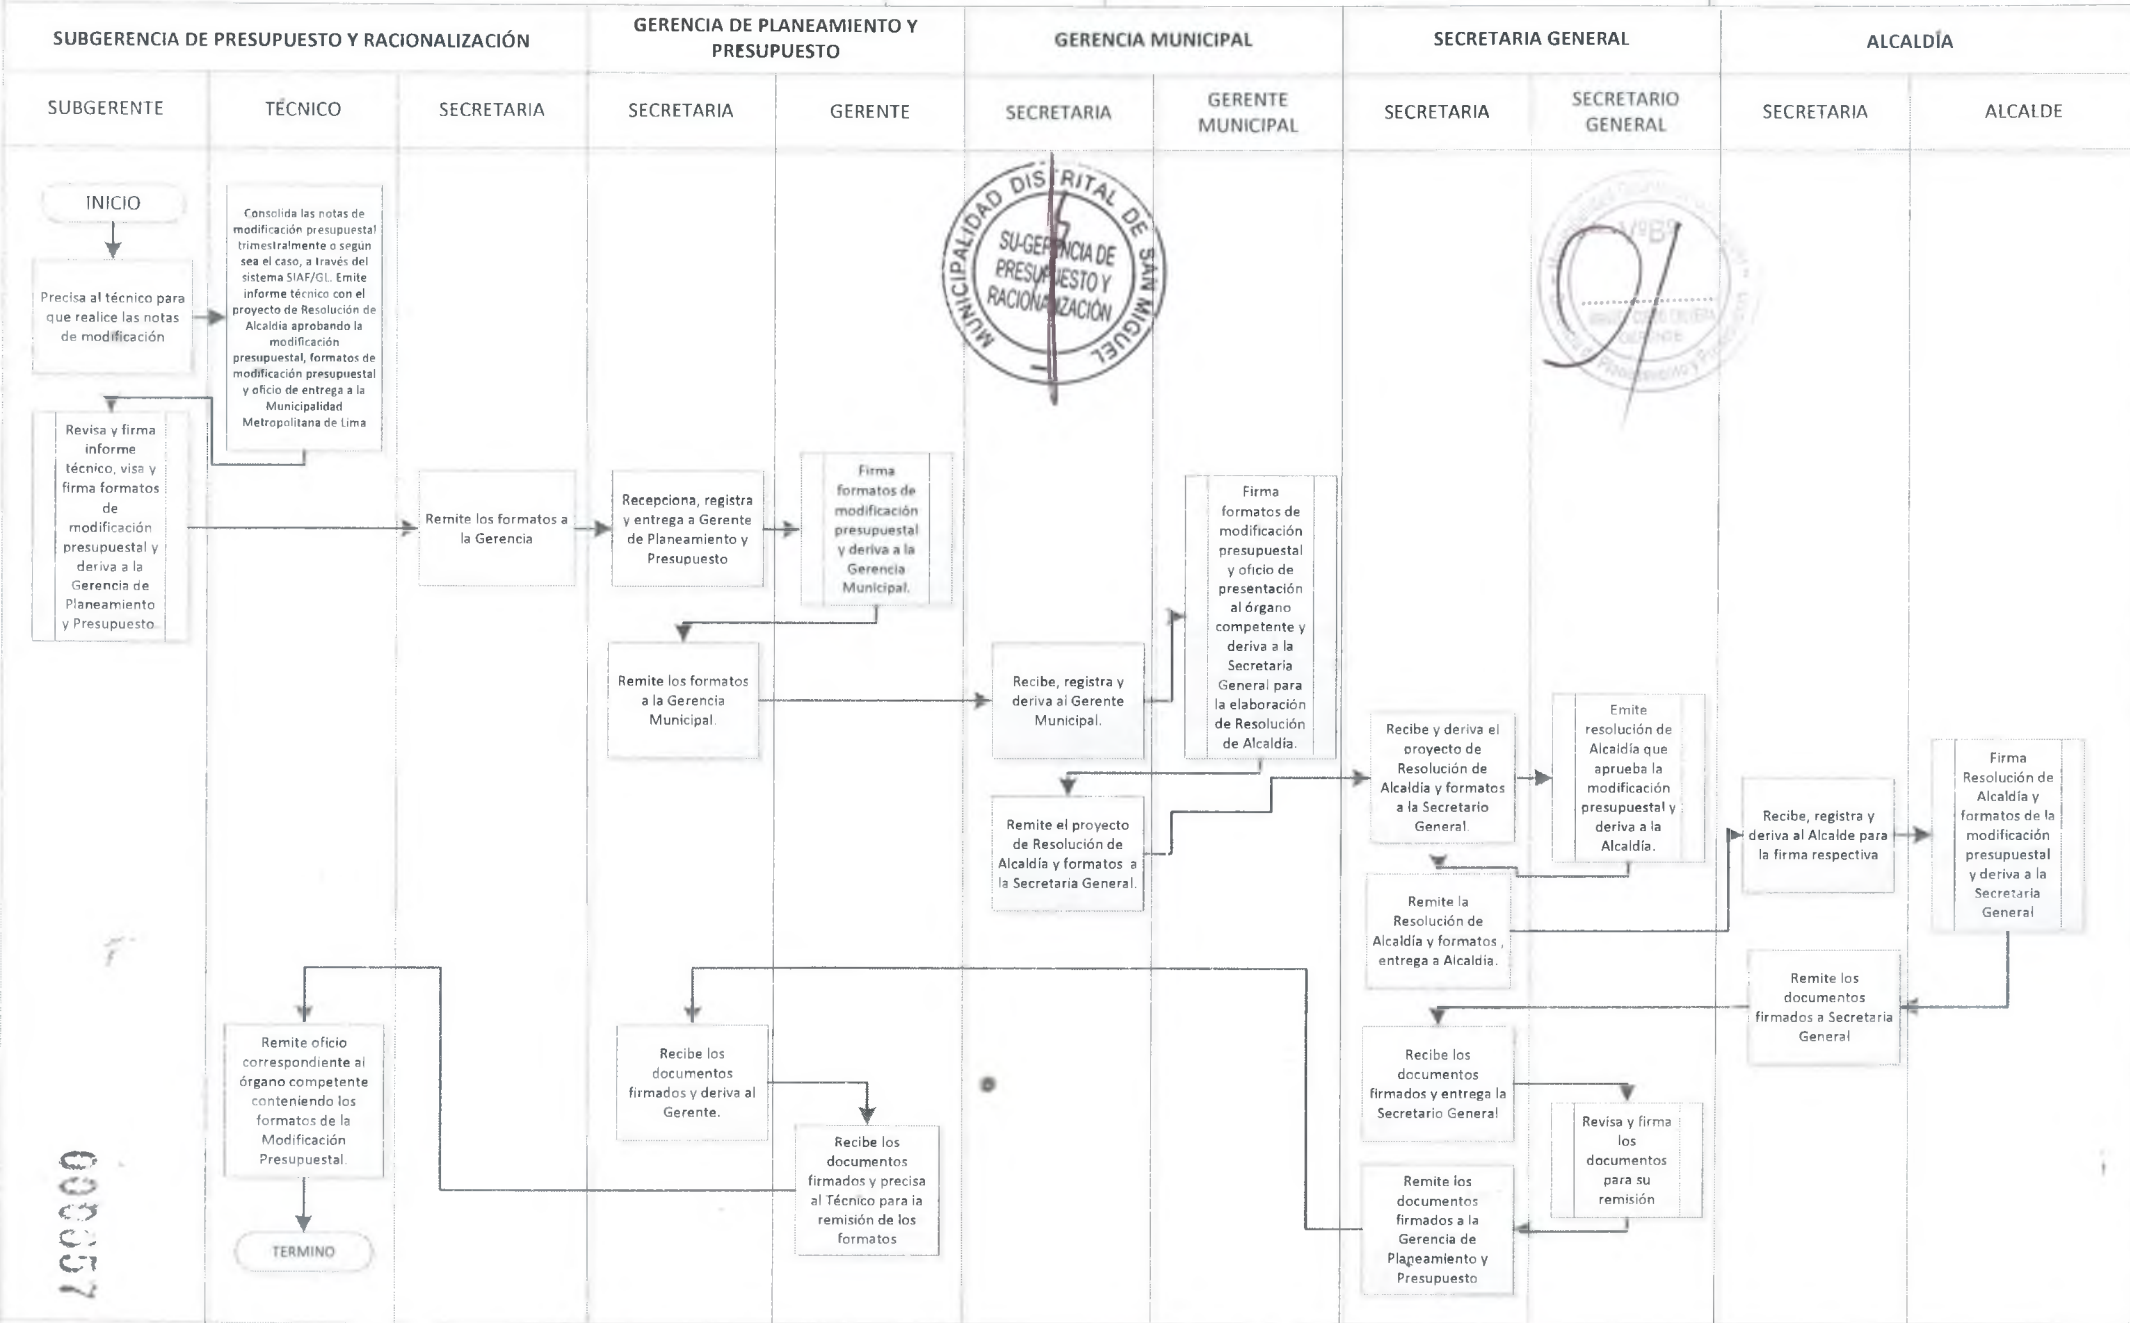 SUBGERENCIA DE PRESUPUESTO Y RACIONALIZACIÓN
GERENCIA DE PLANEAMIENTO Y
PRESUPUESTO
GERENCIA MUNICIPAL
SECRETARIA GENERAL
ALCALDÍA
SUBGERENTE
TÉCNICO
SECRETARIA
SECRETARIA
GERENTE
SECRETARIA
GERENTE
MUNICIPAL
SECRETARIA
SECRETARIO
GENERAL
SECRETARIA
ALCALDE
INICIO
Precisa al técnico para
que realice las notas
de modificación
Consolida las notas de
modificación presupuestal
trimestralmente o según
sea el caso, a través del
sistema SIAF/GL. Emite
informe técnico con el
proyecto de Resolución de
Alcaldía aprobando la
modificación
presupuestal, formatos de
modificación presupuestal
y oficio de entrega a la
Municipalidad
Metropolitana de Lima
MUNICIPALIDAD DISTRITAL DE SAN MIGUEL
SU-GERENCIA DE
PRESUPUESTO Y
RACIONALIZACIÓN
VºBº
GERENTE
Revisa y firma
informe
técnico, visa y
firma formatos
de
modificación
presupuestal y
deriva a la
Gerencia de
Planeamiento
y Presupuesto
Remite los formatos a
la Gerencia
Recepciona, registra
y entrega a Gerente
de Planeamiento y
Presupuesto
Firma
formatos de
modificación
presupuestal
y deriva a la
Gerencia
Municipal.
Remite los formatos
a la Gerencia
Municipal.
Recibe, registra y
deriva al Gerente
Municipal.
Firma
formatos de
modificación
presupuestal
y oficio de
presentación
al órgano
competente y
deriva a la
Secretaria
General para
la elaboración
de Resolución
de Alcaldía.
Remite el proyecto
de Resolución de
Alcaldía y formatos a
la Secretaria General.
Recibe y deriva el
proyecto de
Resolución de
Alcaldia y formatos
a la Secretario
General.
Emite
resolución de
Alcaldía que
aprueba la
modificación
presupuestal y
deriva a la
Alcaldía.
Remite la
Resolución de
Alcaldía y formatos ,
entrega a Alcaldia.
Recibe, registra y
deriva al Alcalde para
la firma respectiva
Firma
Resolución de
Alcaldía y
formatos de la
modificación
presupuestal
y deriva a la
Secretaria
General
Remite los
documentos
firmados a Secretaria
General
Recibe los
documentos
firmados y entrega la
Secretario General
Revisa y firma
los
documentos
para su
remisión
Remite los
documentos
firmados a la
Gerencia de
Planeamiento y
Presupuesto
Recibe los
documentos
firmados y deriva al
Gerente.
Recibe los
documentos
firmados y precisa
al Técnico para la
remisión de los
formatos
Remite oficio
correspondiente al
órgano competente
conteniendo los
formatos de la
Modificación
Presupuestal.
TERMINO